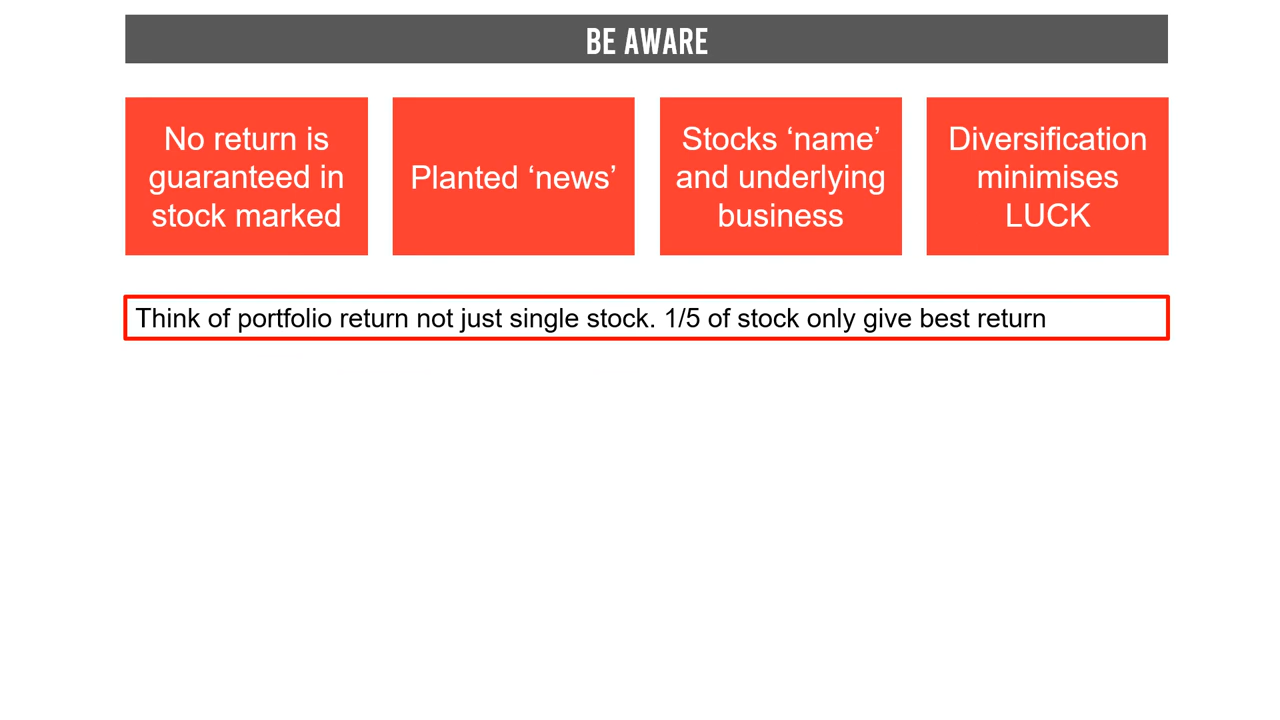 BE AWARE
No return is
guaranteed in
stock marked
Planted ‘news’
Stocks ‘name’
and underlying
business
Diversification
minimises
LUCK
Think of portfolio return not just single stock. 1/5 of stock only give best return